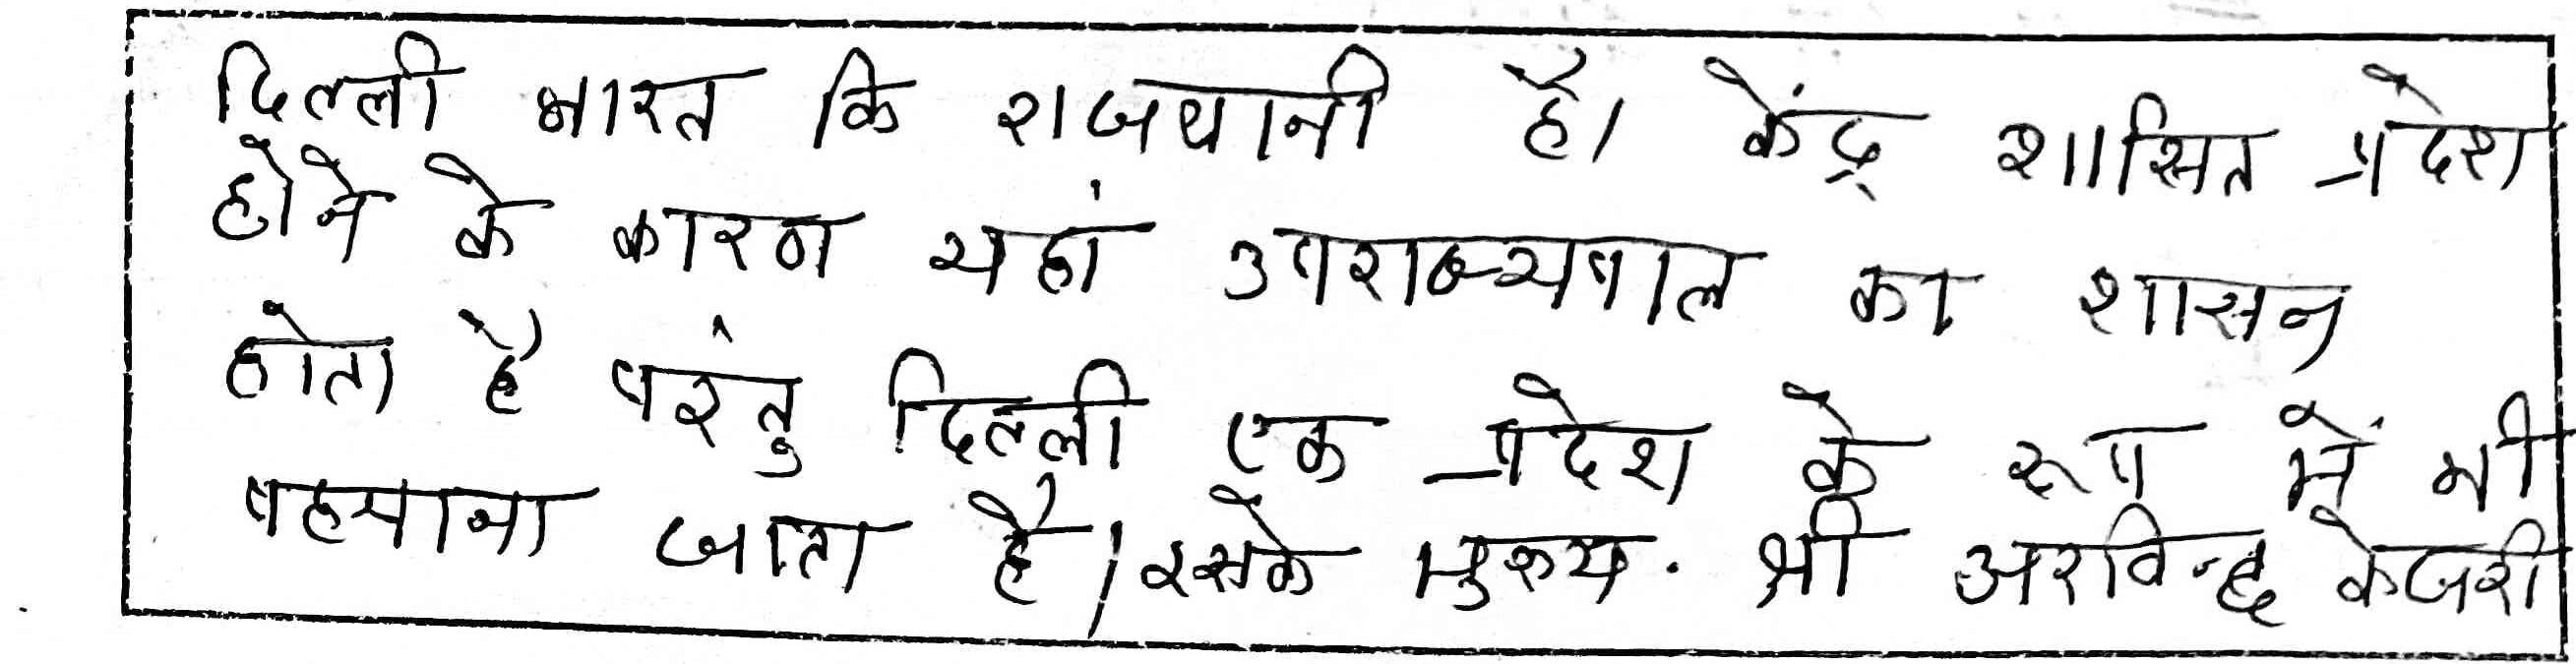 दिल्ली भारत कि राजधानी है। केंद्र शासित प्रदेश
होने के कारण यहां उपराज्यपाल का शासन
होता है परंतु दिल्ली एक प्रदेश के रूप में भी
पहचाना जाता है। इसके मुख्य. श्री अरविन्द केजरी